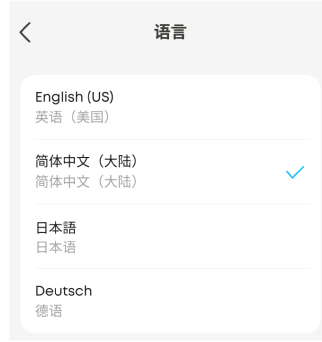 语言
English (US)
英语（美国）
简体中文（大陆）
简体中文（大陆）
日本語
日本语
Deutsch
德语